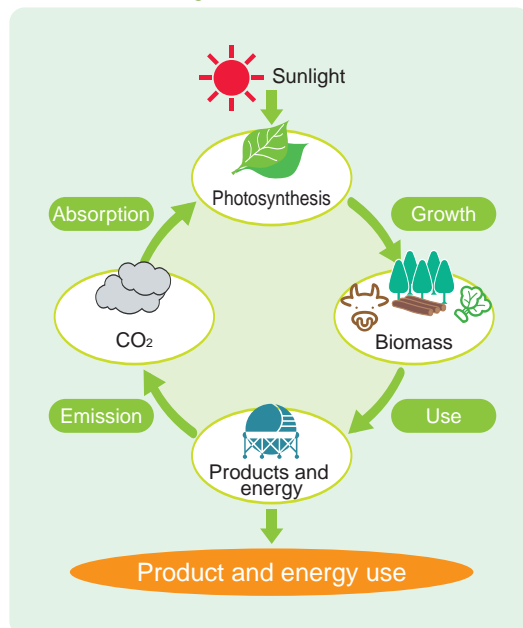 Sunlight
Photosynthesis
Absorption
Growth
CO₂
Biomass
Emission
Use
Products and
energy
Product and energy use